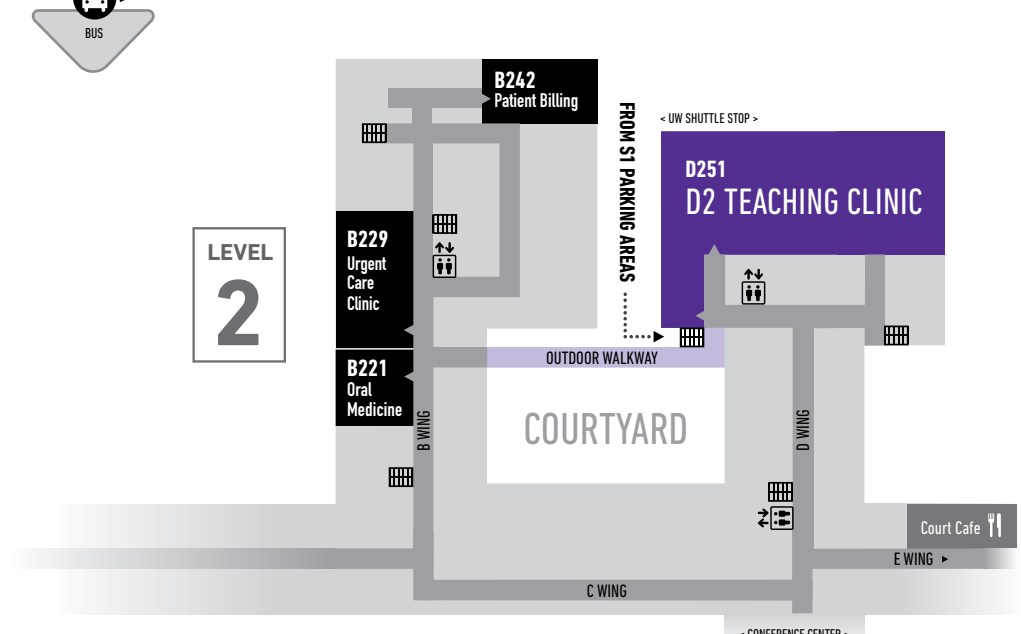 BUS
B242
Patient Billing
FROM S1 PARKING AREAS
< UW SHUTTLE STOP >
D251
D2 TEACHING CLINIC
LEVEL
2
B229
Urgent
Care
Clinic
OUTDOOR WALKWAY
B221
Oral
Medicine
B WING
COURTYARD
D WING
Court Cafe
E WING ▸
C WING
< CONFERENCE CENTER >